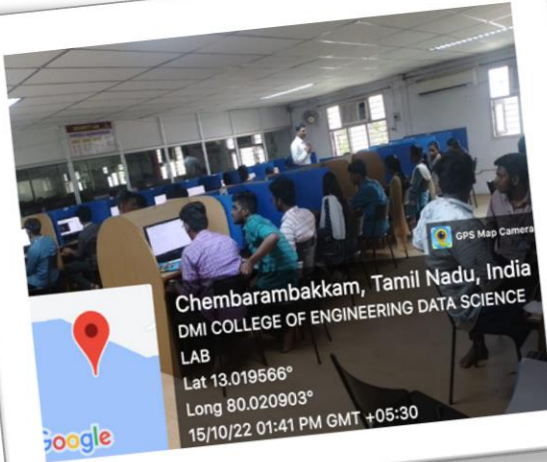 GPS Map Camera
Chembarambakkam, Tamil Nadu, India
DMI COLLEGE OF ENGINEERING DATA SCIENCE
LAB
Lat 13.019566°
Long 80.020903°
15/10/22 01:41 PM GMT +05:30
Google